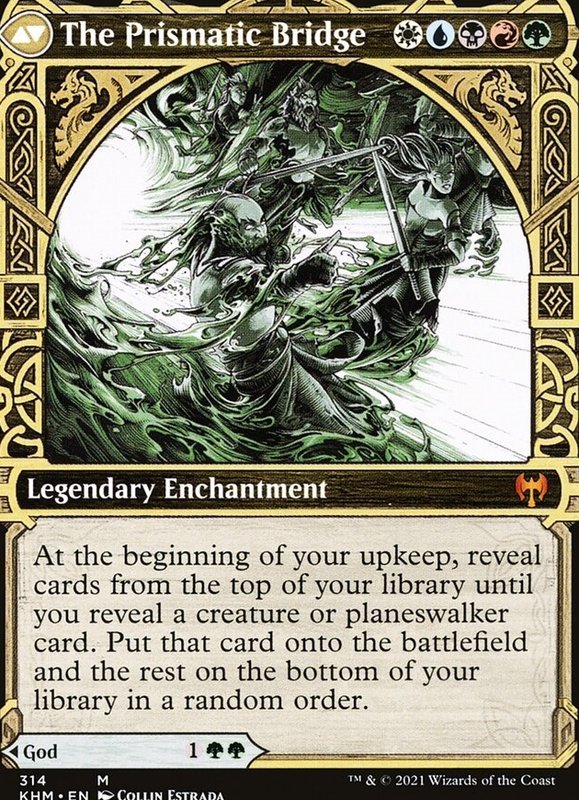 The Prismatic Bridge
Legendary Enchantment
At the beginning of your upkeep, reveal
cards from the top of your library until
you reveal a creature or planeswalker
card. Put that card onto the battlefield
and the rest on the bottom of your
library in a random order.
God 1
314 M
KHM • EN Collin Estrada
™ & © 2021 Wizards of the Coast